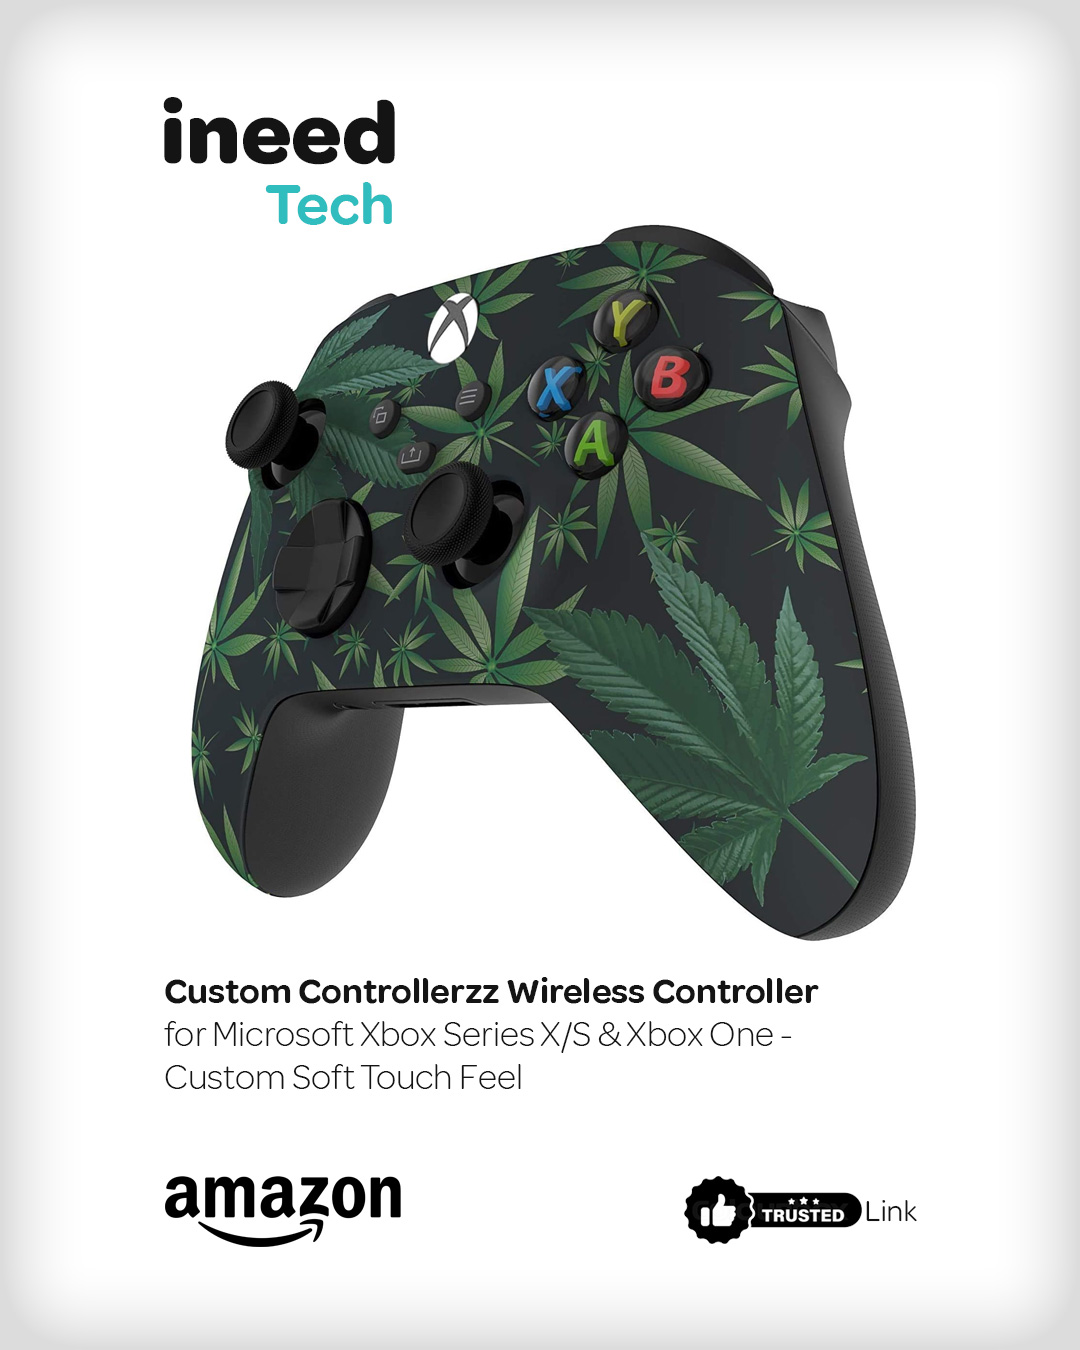 ineed
Tech
Y
X
B
A
Custom Controllerzz Wireless Controller
for Microsoft Xbox Series X/S & Xbox One -
Custom Soft Touch Feel
amazon
TRUSTED Link